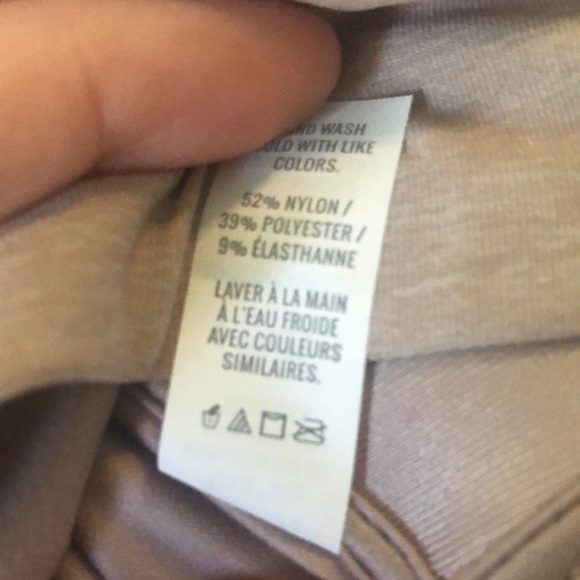 WASH
WITH LIKE
COLORS.
52% NYLON /
39% POLYESTER /
9% ÉLASTHANNE
LAVER À LA MAIN
À L'EAU FROIDE
AVEC COULEURS
SIMILAIRES.